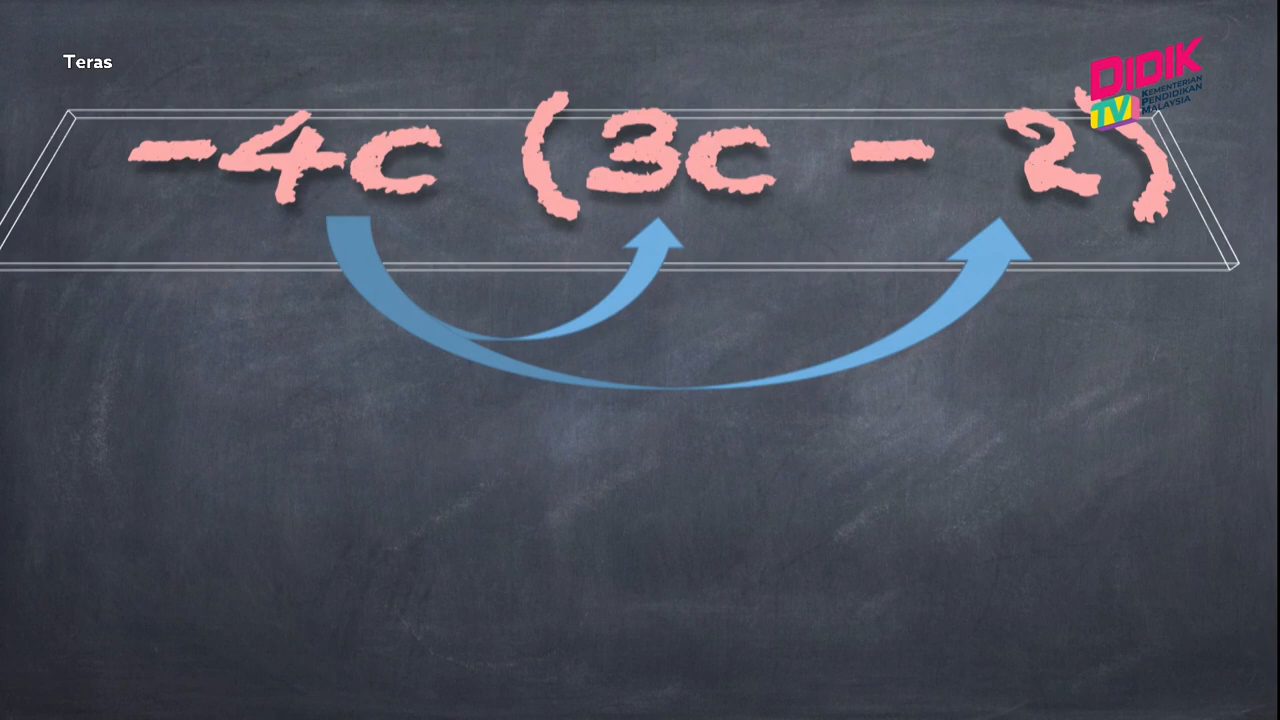 Teras
DIDIK
TV
KEMENTERIAN
PENDIDIKAN
MALAYSIA
-4c (3c - 2)